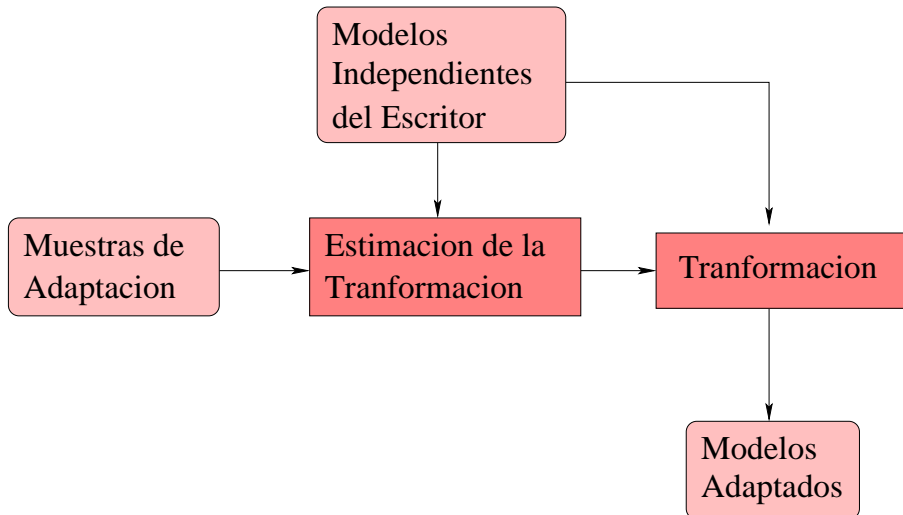 Modelos
Independientes
del Escritor
Muestras de
Adaptacion
Estimacion de la
Tranformacion
Tranformacion
Modelos
Adaptados